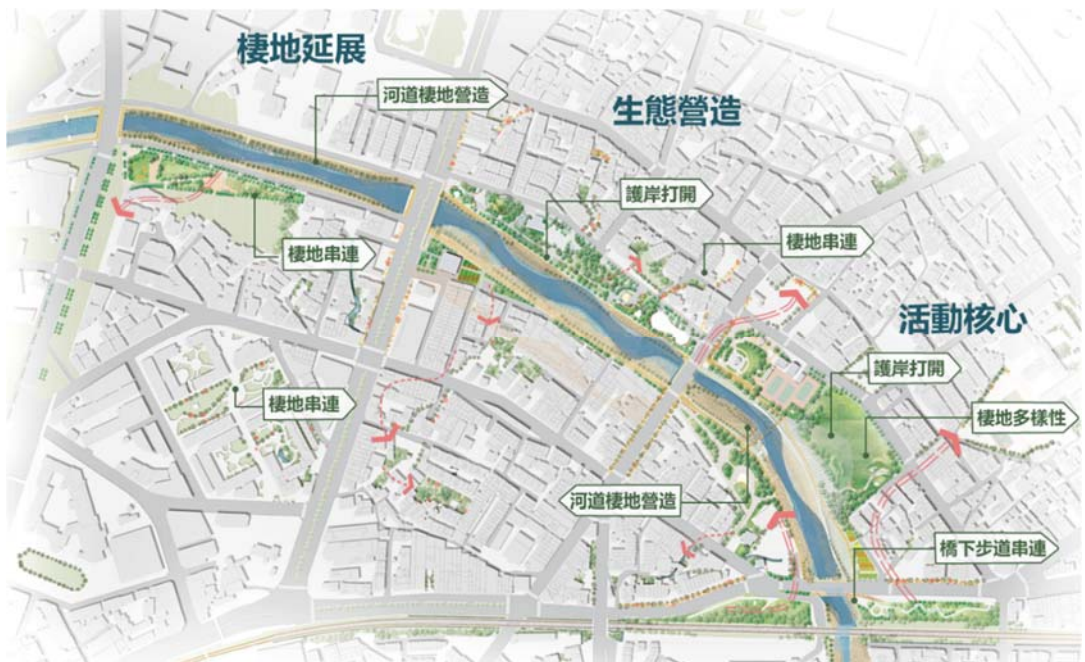 棲地延展
河道棲地營造
生態營造
護岸打開
棲地串連
棲地串連
活動核心
護岸打開
棲地串連
棲地多樣性
河道棲地營造
橋下步道串連